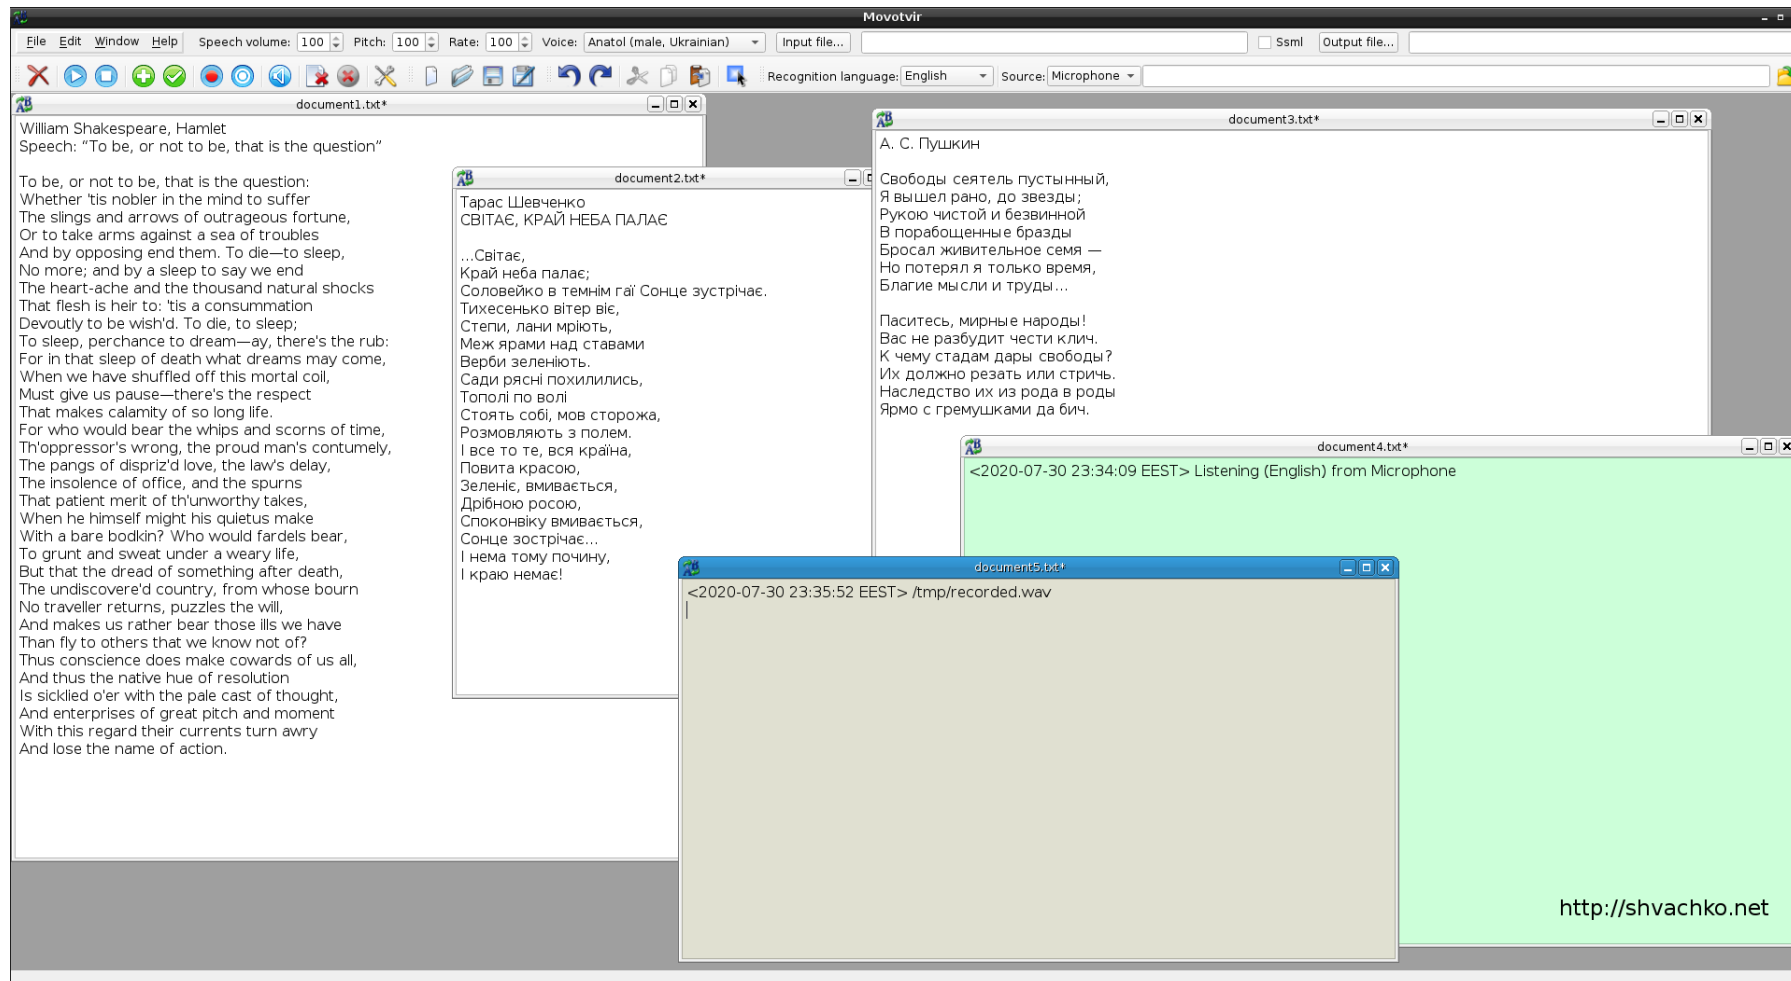 Movotvir
File Edit Window Help Speech volume: 100 Pitch: 100 Rate: 100 Voice: Anatol (male, Ukrainian) Input file... Ssml Output file...
Recognition language: English Source: Microphone
document1.txt*
William Shakespeare, Hamlet
Speech: “To be, or not to be, that is the question”
To be, or not to be, that is the question:
Whether 'tis nobler in the mind to suffer
The slings and arrows of outrageous fortune,
Or to take arms against a sea of troubles
And by opposing end them. To die—to sleep,
No more; and by a sleep to say we end
The heart-ache and the thousand natural shocks
That flesh is heir to: 'tis a consummation
Devoutly to be wish'd. To die, to sleep;
To sleep, perchance to dream—ay, there's the rub:
For in that sleep of death what dreams may come,
When we have shuffled off this mortal coil,
Must give us pause—there's the respect
That makes calamity of so long life.
For who would bear the whips and scorns of time,
Th'oppressor's wrong, the proud man's contumely,
The pangs of dispriz'd love, the law's delay,
The insolence of office, and the spurns
That patient merit of th'unworthy takes,
When he himself might his quietus make
With a bare bodkin? Who would fardels bear,
To grunt and sweat under a weary life,
But that the dread of something after death,
The undiscovere'd country, from whose bourn
No traveller returns, puzzles the will,
And makes us rather bear those ills we have
Than fly to others that we know not of?
Thus conscience does make cowards of us all,
And thus the native hue of resolution
Is sicklied o'er with the pale cast of thought,
And enterprises of great pitch and moment
With this regard their currents turn awry
And lose the name of action.
document2.txt*
Тарас Шевченко
СВІТАЄ, КРАЙ НЕБА ПАЛАЄ
...Світає,
Край неба палає;
Соловейко в темнім гаї Сонце зустрічає.
Тихесенько вітер віє,
Степи, лани мріють,
Меж ярами над ставами
Верби зеленіють.
Сади рясні похилились,
Тополі по волі
Стоять собі, мов сторожа,
Розмовляють з полем.
І все то те, вся країна,
Повита красою,
Зеленіє, вмивається,
Дрібною росою,
Споконвіку вмивається,
Сонце зострічає...
І нема тому почину,
І краю немає!
document3.txt*
А. С. Пушкин
Свободы сеятель пустынный,
Я вышел рано, до звезды;
Рукою чистой и безвинной
В порабощенные бразды
Бросал живительное семя —
Но потерял я только время,
Благие мысли и труды...
Паситесь, мирные народы!
Вас не разбудит чести клич.
К чему стадам дары свободы?
Их должно резать или стричь.
Наследство их из рода в роды
Ярмо с гремушками да бич.
document4.txt*
<2020-07-30 23:34:09 EEST> Listening (English) from Microphone
document5.txt*
<2020-07-30 23:35:52 EEST> /tmp/recorded.wav
http://shvachko.net